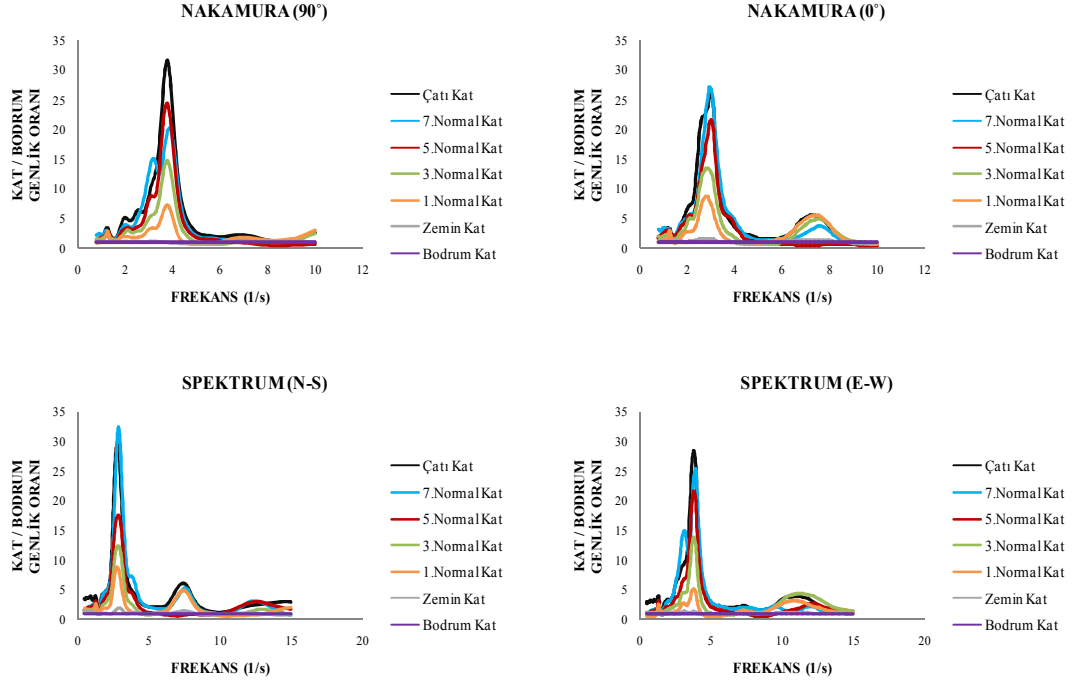 NAKAMURA (90˚)
KAT / BODRUM
GENLİK ORANI
35
30
25
20
15
10
5
0
0
2
4
6
8
10
12
FREKANS (1/s)
Çatı Kat
7.Normal Kat
5.Normal Kat
3.Normal Kat
1.Normal Kat
Zemin Kat
Bodrum Kat
NAKAMURA (0˚)
KAT / BODRUM
GENLİK ORANI
35
30
25
20
15
10
5
0
0
2
4
6
8
10
12
FREKANS (1/s)
Çatı Kat
7.Normal Kat
5.Normal Kat
3.Normal Kat
1.Normal Kat
Zemin Kat
Bodrum Kat
SPEKTRUM (N-S)
KAT / BODRUM
GENLİK ORANI
35
30
25
20
15
10
5
0
0
5
10
15
20
FREKANS (1/s)
Çatı Kat
7.Normal Kat
5.Normal Kat
3.Normal Kat
1.Normal Kat
Zemin Kat
Bodrum Kat
SPEKTRUM (E-W)
KAT / BODRUM
GENLİK ORANI
35
30
25
20
15
10
5
0
0
5
10
15
20
FREKANS (1/s)
Çatı Kat
7.Normal Kat
5.Normal Kat
3.Normal Kat
1.Normal Kat
Zemin Kat
Bodrum Kat